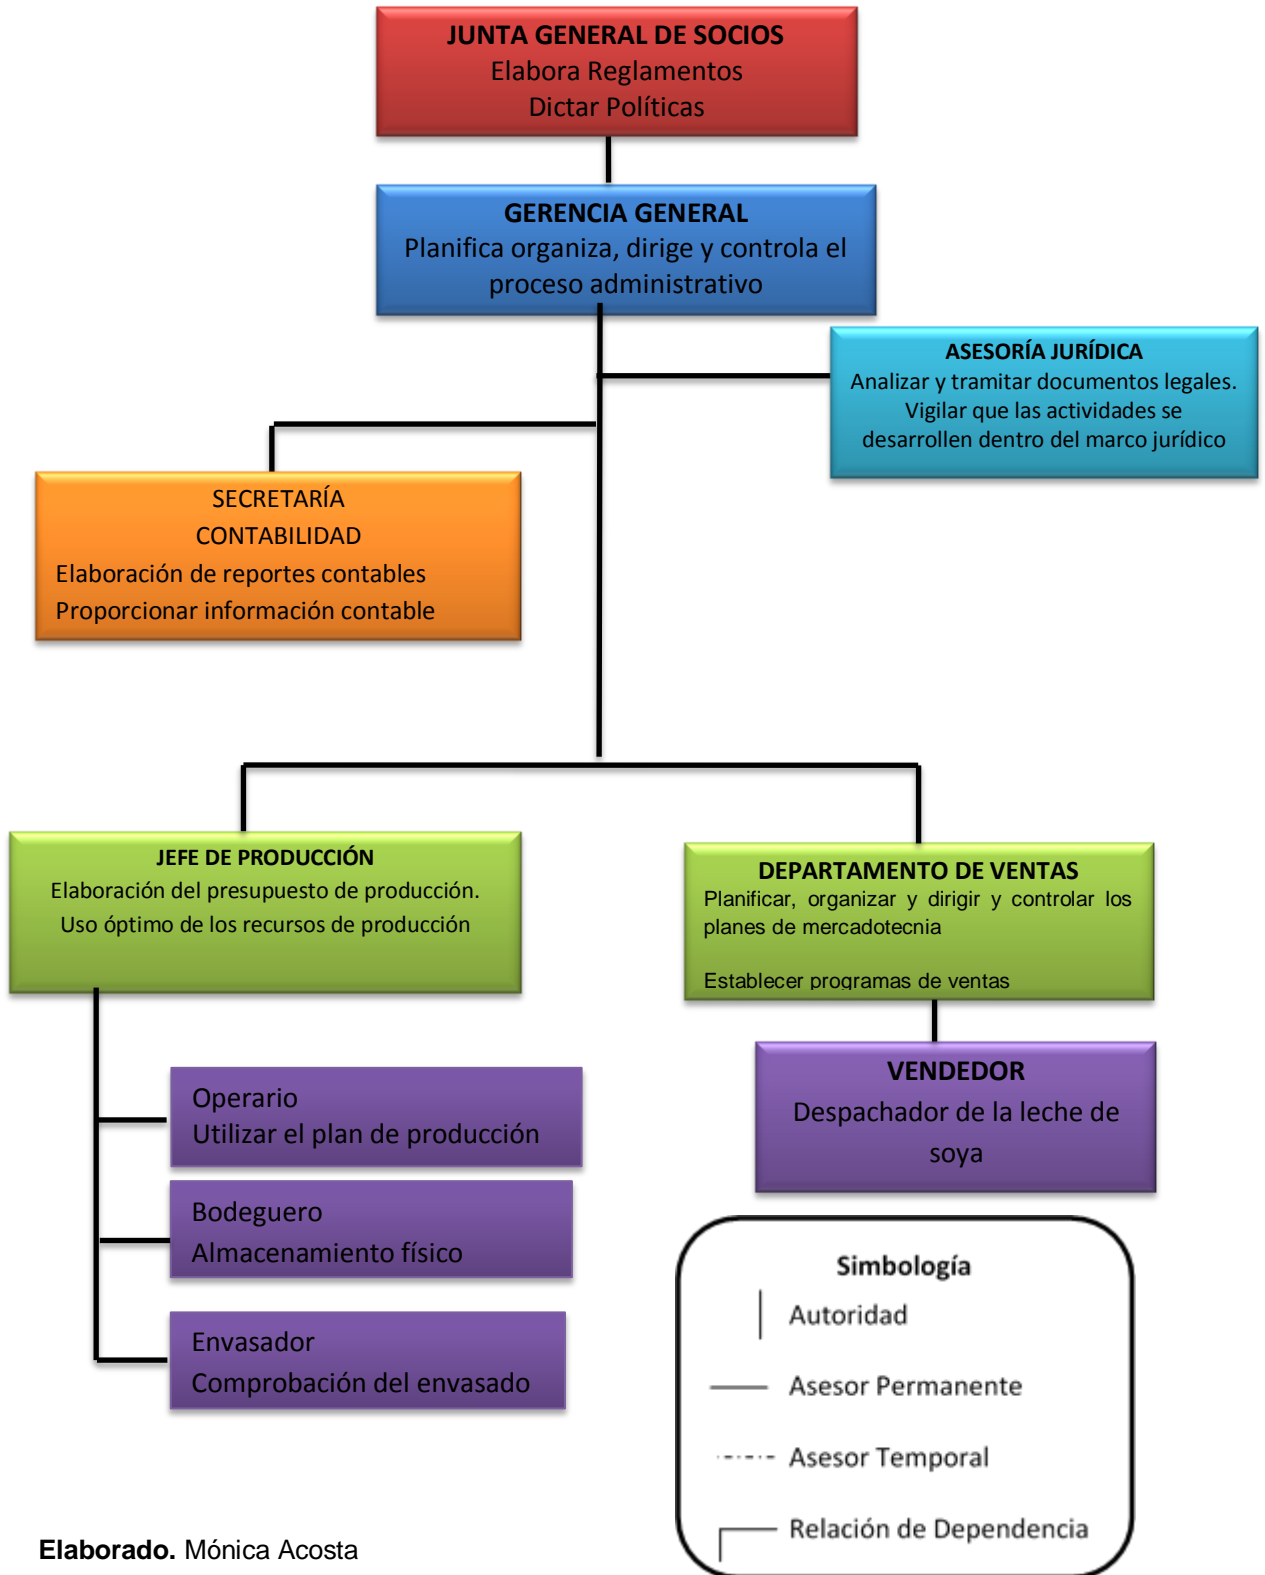 JUNTA GENERAL DE SOCIOS
Elabora Reglamentos
Dictar Políticas
GERENCIA GENERAL
Planifica organiza, dirige y controla el
proceso administrativo
ASESORÍA JURÍDICA
Analizar y tramitar documentos legales.
Vigilar que las actividades se
desarrollen dentro del marco jurídico
SECRETARÍA
CONTABILIDAD
Elaboración de reportes contables
Proporcionar información contable
JEFE DE PRODUCCIÓN
Elaboración del presupuesto de producción.
Uso óptimo de los recursos de producción
DEPARTAMENTO DE VENTAS
Planificar, organizar y dirigir y controlar los
planes de mercadotecnia
Establecer programas de ventas
Operario
Utilizar el plan de producción
Bodeguero
Almacenamiento físico
Envasador
Comprobación del envasado
VENDEDOR
Despachador de la leche de
soya
Simbología
Autoridad
Asesor Permanente
Asesor Temporal
Relación de Dependencia
Elaborado. Mónica Acosta